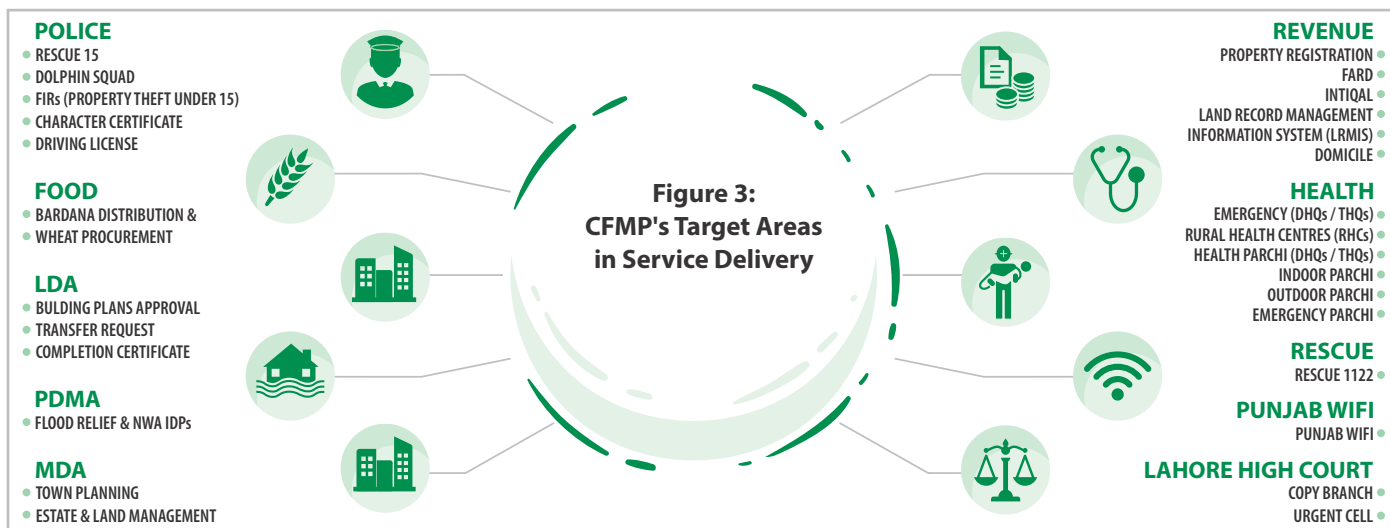 POLICE
RESCUE 15
DOLPHIN SQUAD
FIRs (PROPERTY THEFT UNDER 15)
CHARACTER CERTIFICATE
DRIVING LICENSE
FOOD
BARDANA DISTRIBUTION &
WHEAT PROCUREMENT
LDA
BULDING PLANS APPROVAL
TRANSFER REQUEST
COMPLETION CERTIFICATE
PDMA
FLOOD RELIEF & NWA IDPs
MDA
TOWN PLANNING
ESTATE & LAND MANAGEMENT
Figure 3:
CFMP's Target Areas
in Service Delivery
REVENUE
PROPERTY REGISTRATION
FARD
INTIQAL
LAND RECORD MANAGEMENT
INFORMATION SYSTEM (LRMIS)
DOMICILE
HEALTH
EMERGENCY (DHQs / THQs)
RURAL HEALTH CENTRES (RHCs)
HEALTH PARCHI (DHQs / THQs)
INDOOR PARCHI
OUTDOOR PARCHI
EMERGENCY PARCHI
RESCUE
RESCUE 1122
PUNJAB WIFI
PUNJAB WIFI
LAHORE HIGH COURT
COPY BRANCH
URGENT CELL